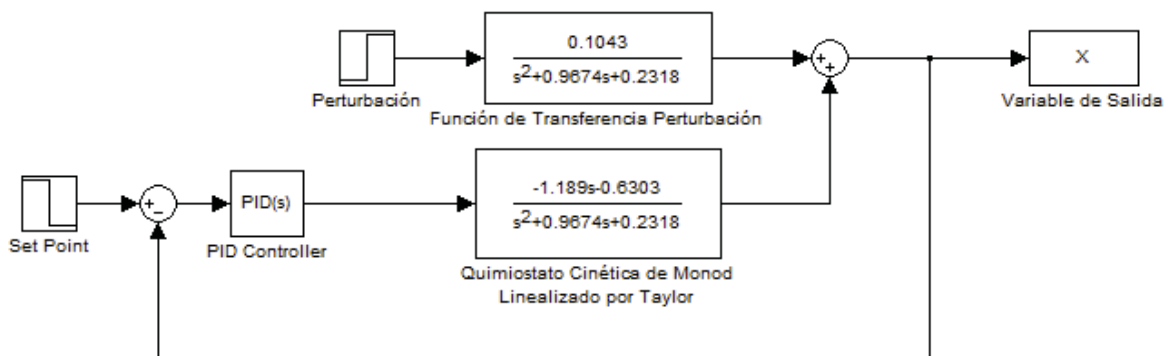 Perturbación
0.1043
s²+0.9674s+0.2318
Función de Transferencia Perturbación
+
+
X
Variable de Salida
Set Point
+
−
PID(s)
PID Controller
-1.189s-0.6303
s²+0.9674s+0.2318
Quimiostato Cinética de Monod
Linealizado por Taylor